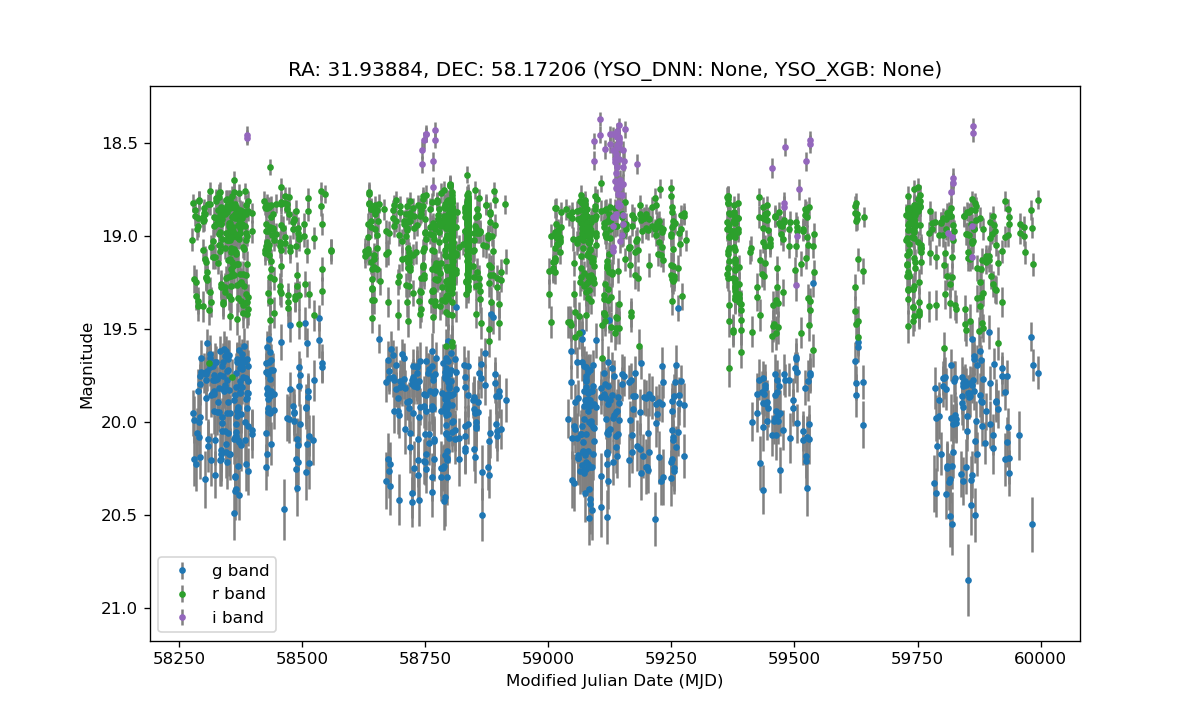 RA: 31.93884, DEC: 58.17206 (YSO_DNN: None, YSO_XGB: None)
18.5
19.0
19.5
20.0
20.5
21.0
Magnitude
g band
r band
i band
58250 58500 58750 59000 59250 59500 59750 60000
Modified Julian Date (MJD)